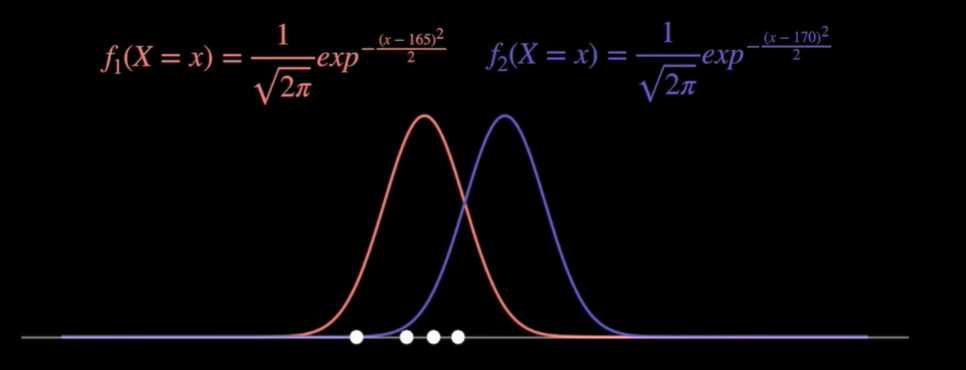 f₁(X = x) = 1/√(2π) exp^(−(x − 165)²/2) f₂(X = x) = 1/√(2π) exp^(−(x − 170)²/2)